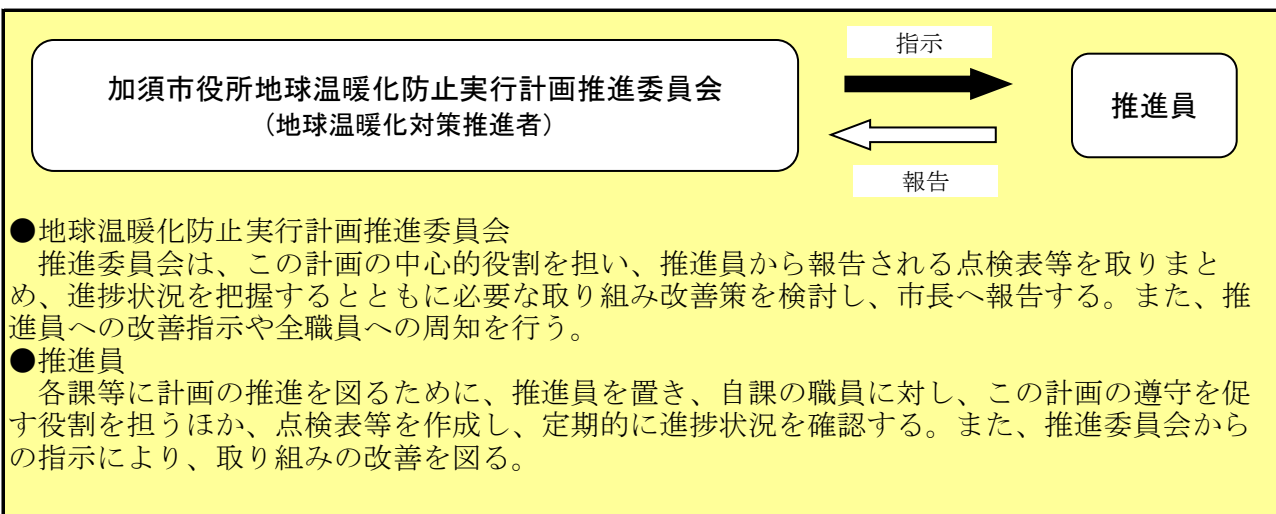 指示
加須市役所地球温暖化防止実行計画推進委員会
（地球温暖化対策推進者）
推進員
報告
●地球温暖化防止実行計画推進委員会
　推進委員会は、この計画の中心的役割を担い、推進員から報告される点検表等を取りまと
め、進捗状況を把握するとともに必要な取り組み改善策を検討し、市長へ報告する。また、推
進員への改善指示や全職員への周知を行う。
●推進員
　各課等に計画の推進を図るために、推進員を置き、自課の職員に対し、この計画の遵守を促
す役割を担うほか、点検表等を作成し、定期的に進捗状況を確認する。また、推進委員会から
の指示により、取り組みの改善を図る。